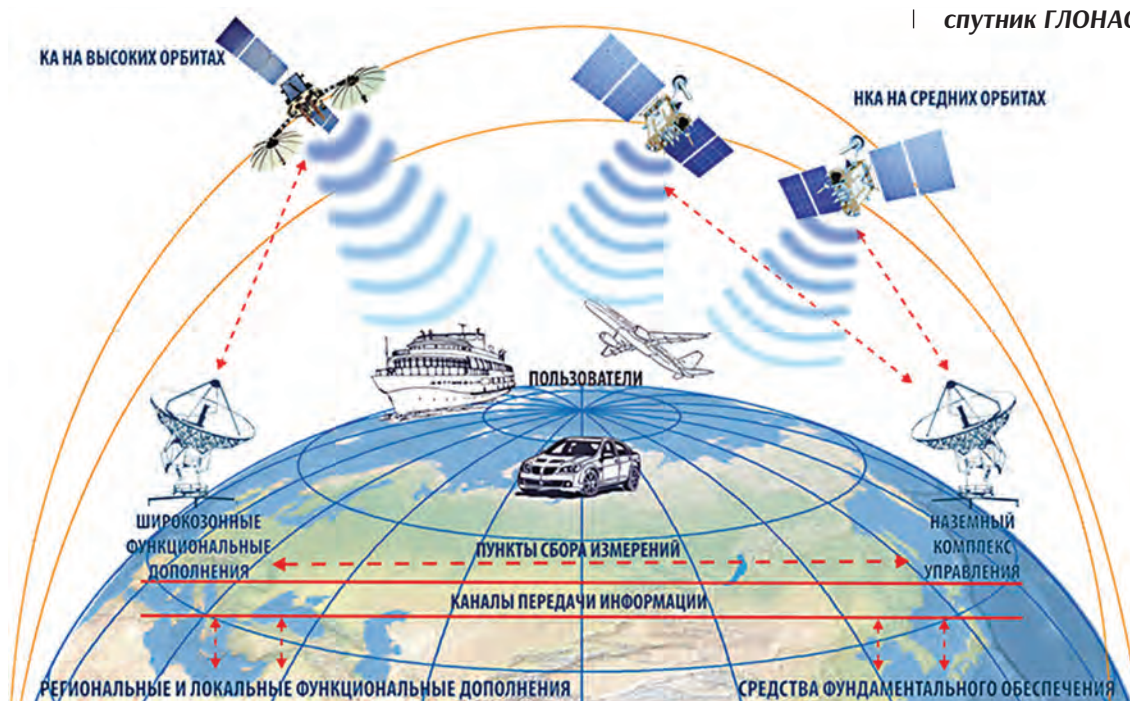 спутник ГЛОНАС
КА НА ВЫСОКИХ ОРБИТАХ
НКА НА СРЕДНИХ ОРБИТАХ
ПОЛЬЗОВАТЕЛИ
ШИРОКОЗОННЫЕ
ФУНКЦИОНАЛЬНЫЕ
ДОПОЛНЕНИЯ
ПУНКТЫ СБОРА ИЗМЕРЕНИЙ
НАЗЕМНЫЙ
КОМПЛЕКС
УПРАВЛЕНИЯ
КАНАЛЫ ПЕРЕДАЧИ ИНФОРМАЦИИ
РЕГИОНАЛЬНЫЕ И ЛОКАЛЬНЫЕ ФУНКЦИОНАЛЬНЫЕ ДОПОЛНЕНИЯ
СРЕДСТВА ФУНДАМЕНТАЛЬНОГО ОБЕСПЕЧЕНИЯ